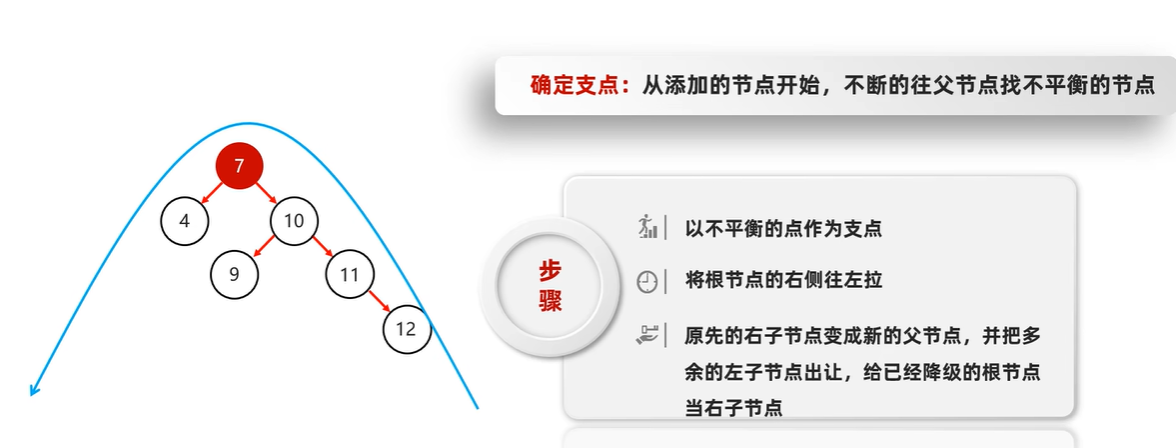 确定支点：从添加的节点开始，不断的往父节点找不平衡的节点
7
4
10
9
11
12
步
骤
以不平衡的点作为支点
将根节点的右侧往左拉
原先的右子节点变成新的父节点，并把多
余的左子节点出让，给已经降级的根节点
当右子节点